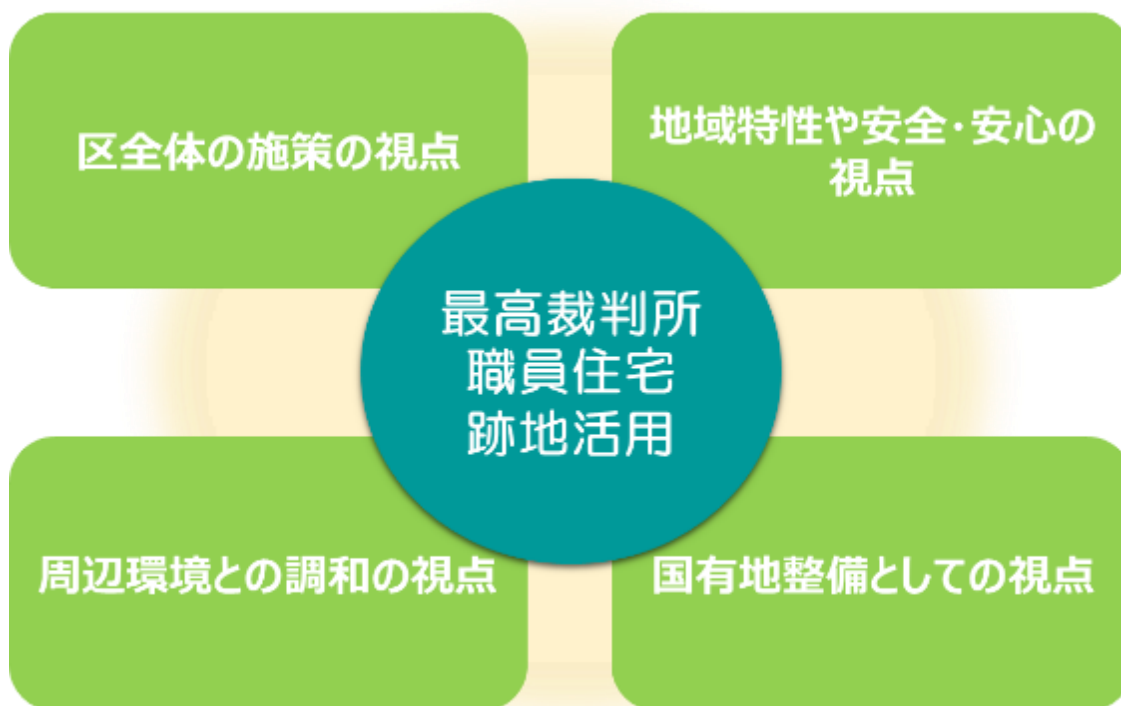 区全体の施策の視点
地域特性や安全・安心の
視点
最高裁判所
職員住宅
跡地活用
周辺環境との調和の視点
国有地整備としての視点